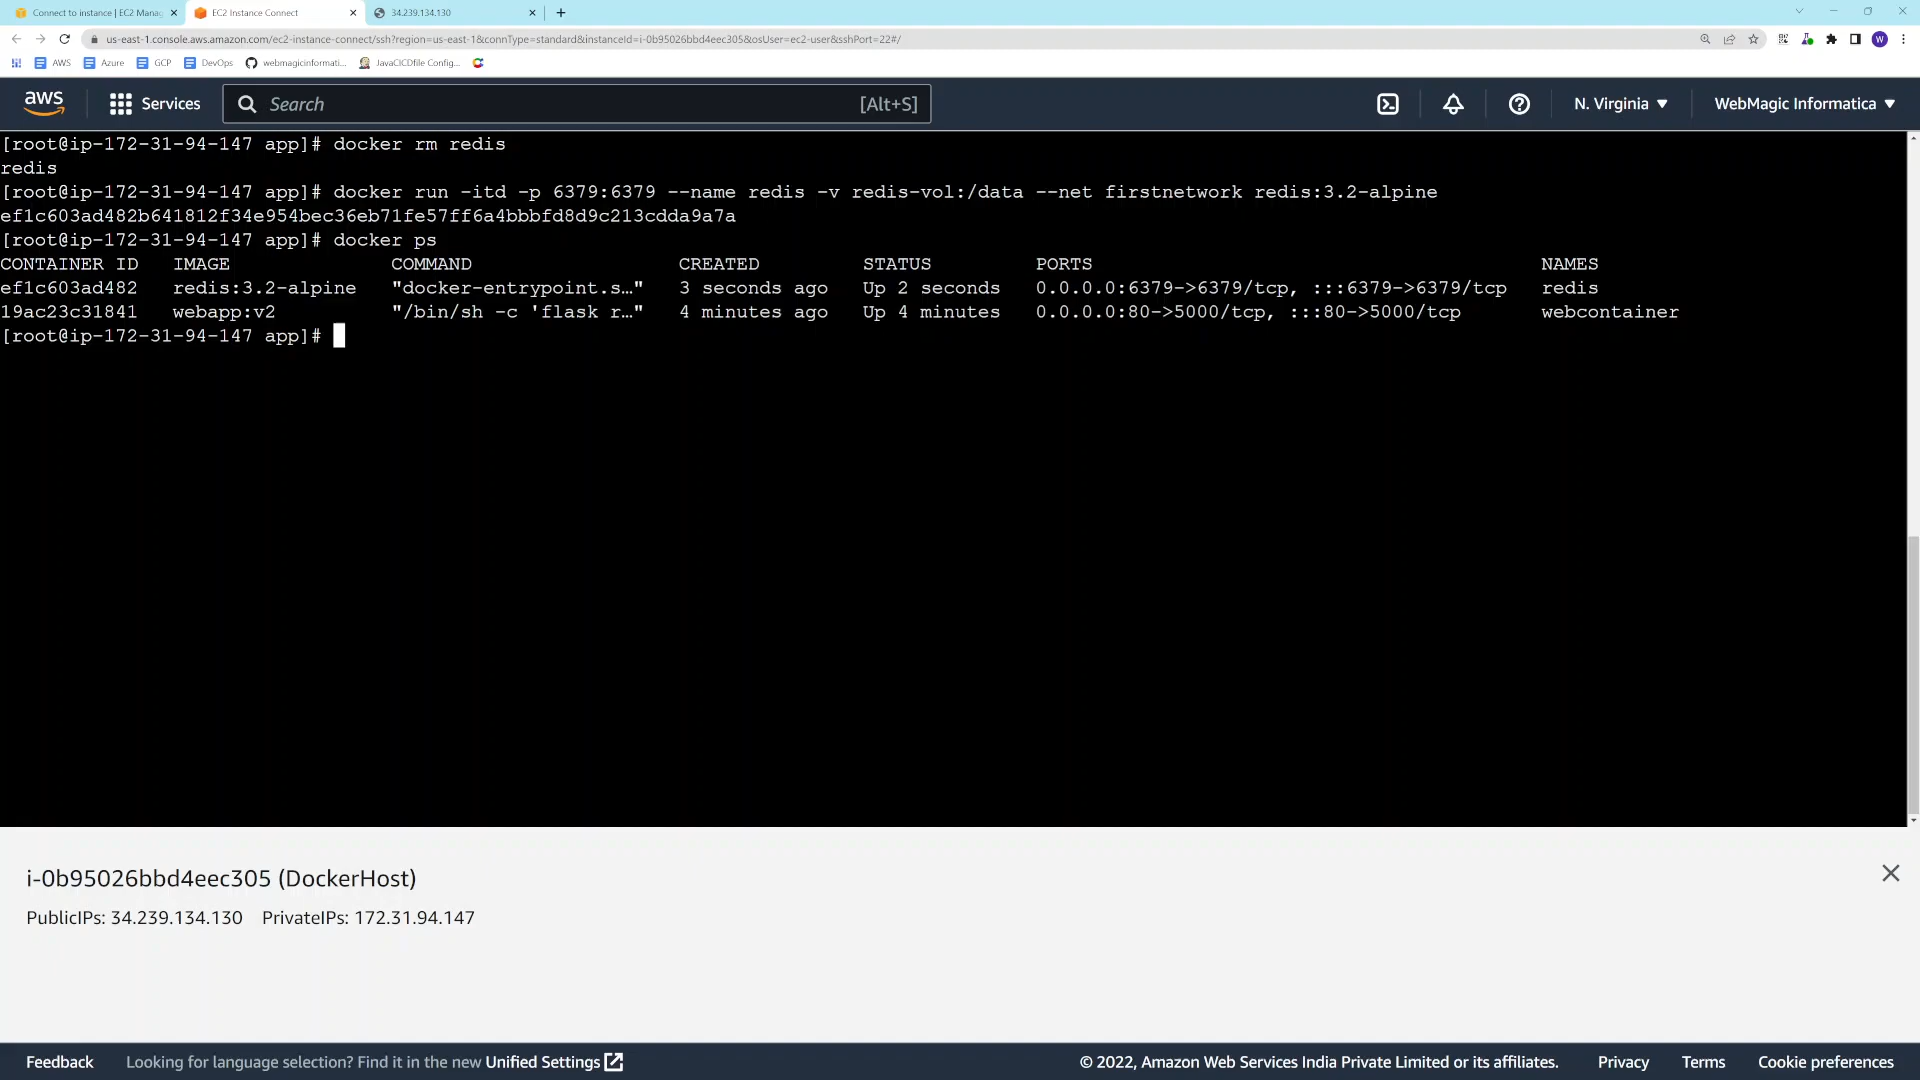 Connect to instance | EC2 Manag
EC2 Instance Connect
34.239.134.130
us-east-1.console.aws.amazon.com/ec2-instance-connect/ssh?region=us-east-1&connType=standard&instanceId=i-0b95026bbd4eec305&osUser=ec2-user&sshPort=22#/
W
AWS
Azure
GCP
DevOps
webmagicinformati...
JavaCICDfile Config...
aws
Services
Search
[Alt+S]
N. Virginia
WebMagic Informatica
[root@ip-172-31-94-147 app]# docker rm redis
redis
[root@ip-172-31-94-147 app]# docker run -itd -p 6379:6379 --name redis -v redis-vol:/data --net firstnetwork redis:3.2-alpine
ef1c603ad482b641812f34e954bec36eb71fe57ff6a4bbbfd8d9c213cdda9a7a
[root@ip-172-31-94-147 app]# docker ps
CONTAINER ID IMAGE COMMAND CREATED STATUS PORTS NAMES
ef1c603ad482 redis:3.2-alpine "docker-entrypoint.s…" 3 seconds ago Up 2 seconds 0.0.0.0:6379->6379/tcp, :::6379->6379/tcp redis
19ac23c31841 webapp:v2 "/bin/sh -c 'flask r…" 4 minutes ago Up 4 minutes 0.0.0.0:80->5000/tcp, :::80->5000/tcp webcontainer
[root@ip-172-31-94-147 app]#
i-0b95026bbd4eec305 (DockerHost)
PublicIPs: 34.239.134.130 PrivateIPs: 172.31.94.147
Feedback
Looking for language selection? Find it in the new Unified Settings
© 2022, Amazon Web Services India Private Limited or its affiliates.
Privacy
Terms
Cookie preferences